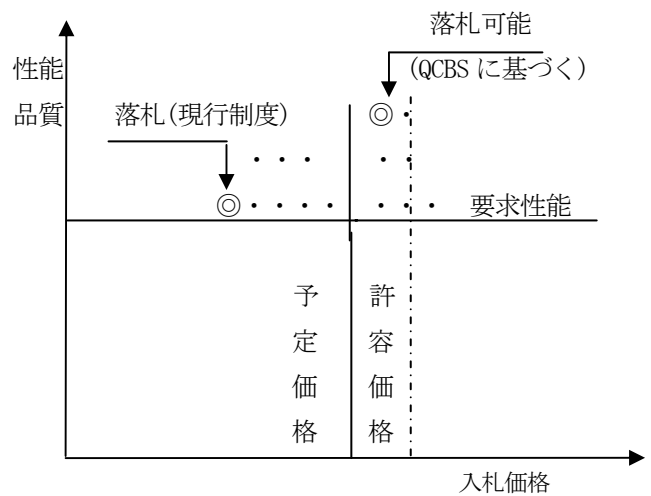 落札可能
(QCBS に基づく)
性能
品質
落札(現行制度)
要求性能
予定価格
許容価格
入札価格